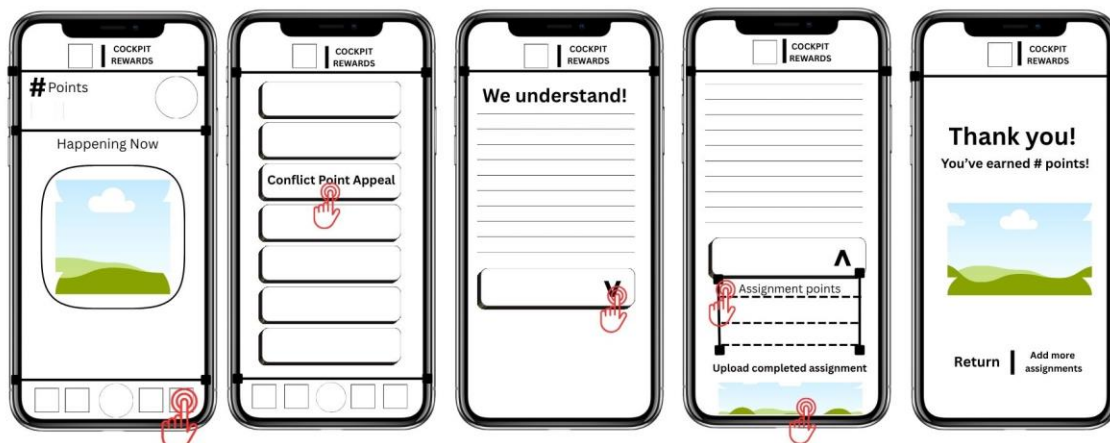 COCKPIT
REWARDS
#Points
Happening Now
COCKPIT
REWARDS
Conflict Point Appeal
COCKPIT
REWARDS
We understand!
V
COCKPIT
REWARDS
Λ
Assignment points
Upload completed assignment
COCKPIT
REWARDS
Thank you!
You've earned # points!
Return
Add more
assignments